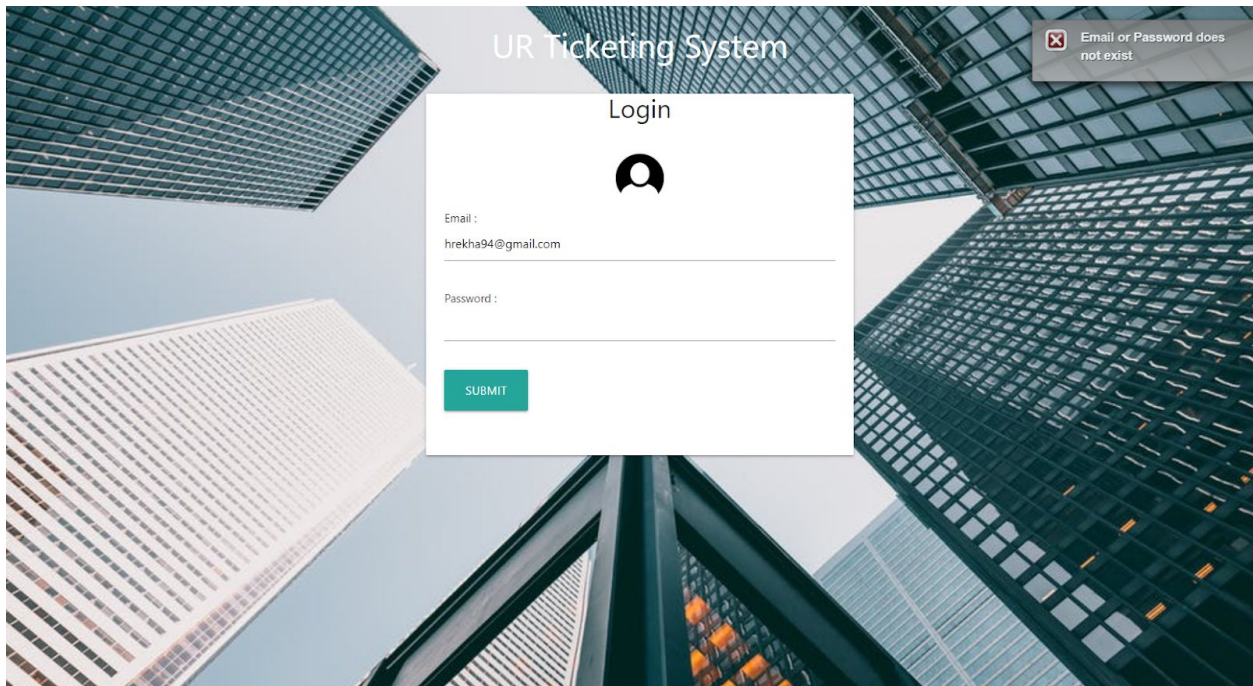 UR Ticketing System
Email or Password does
not exist
Login
Email :
hrekha94@gmail.com
Password :
SUBMIT